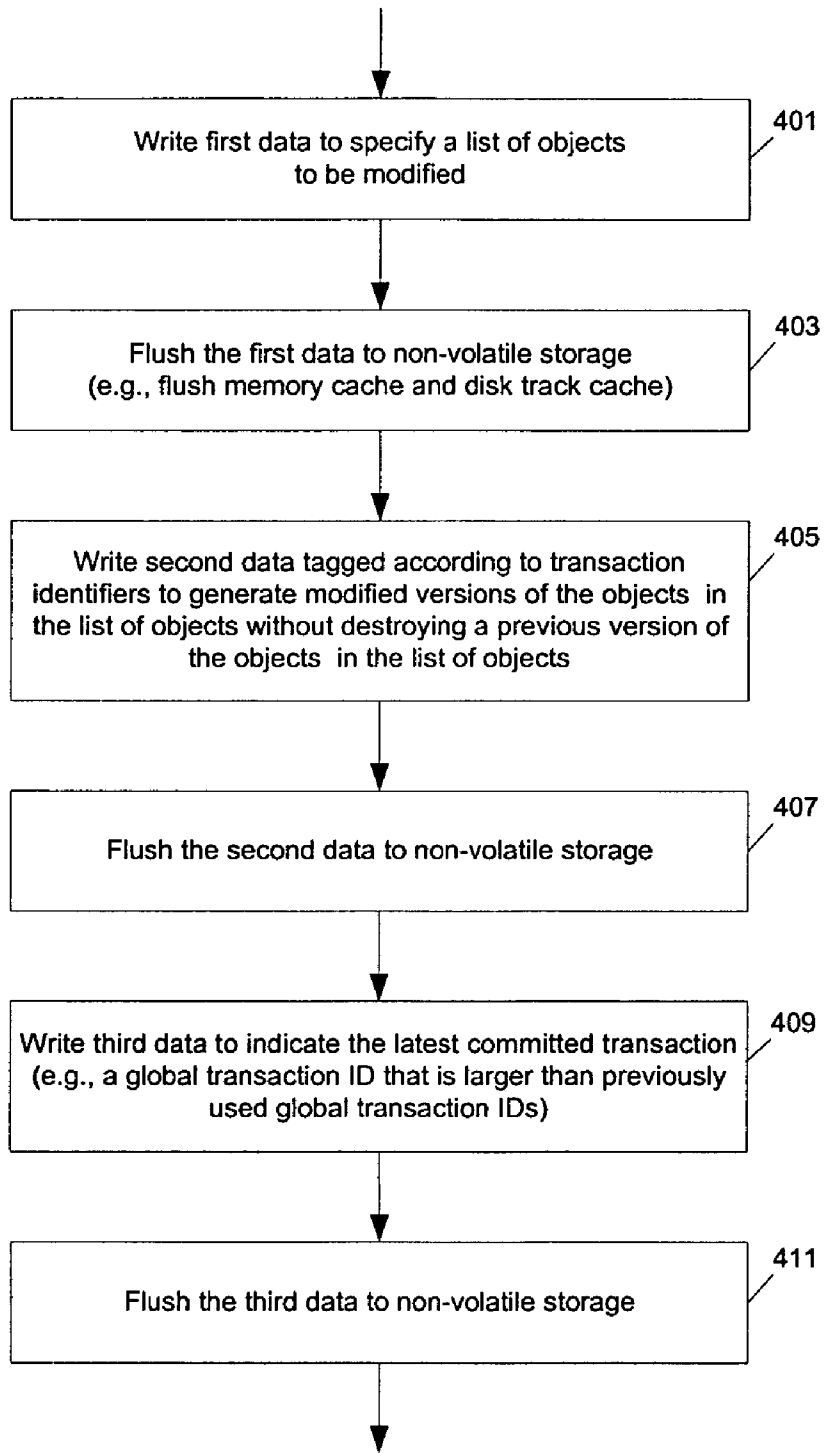 Write first data to specify a list of objects
to be modified
401
Flush the first data to non-volatile storage
(e.g., flush memory cache and disk track cache)
403
Write second data tagged according to transaction
identifiers to generate modified versions of the objects in
the list of objects without destroying a previous version of
the objects in the list of objects
405
Flush the second data to non-volatile storage
407
Write third data to indicate the latest committed transaction
(e.g., a global transaction ID that is larger than previously
used global transaction IDs)
409
Flush the third data to non-volatile storage
411